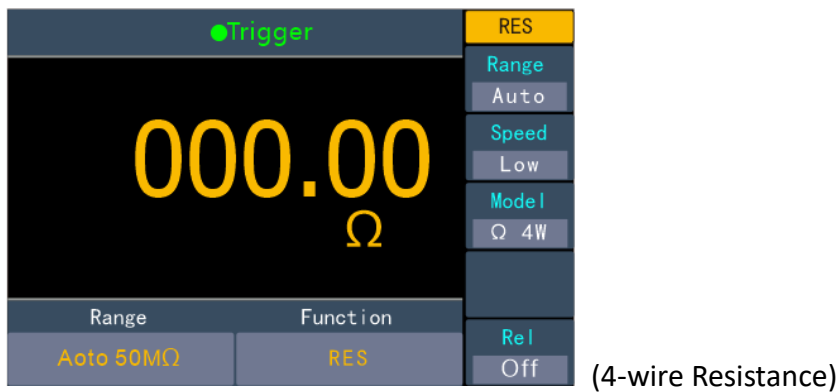 Trigger
RES
Range
Auto
000.00
Ω
Speed
Low
Model
Ω 4W
Range
Function
Aoto 50MΩ
RES
Rel
Off
(4-wire Resistance)